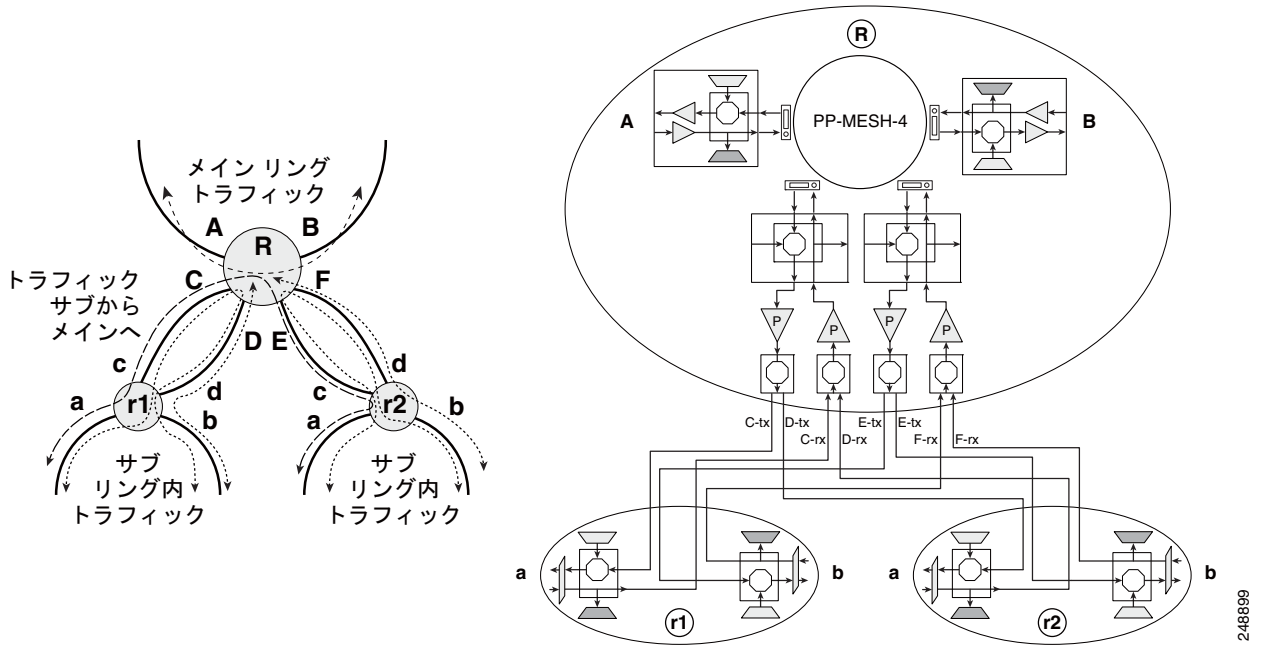 メイン リング
トラフィック
A
B
R
C
F
トラフィック
サブから
メインへ
D
E
c
d
a
r1
d
b
c
a
r2
b
サブ
リング内
トラフィック
サブ
リング内
トラフィック
R
A
PP-MESH-4
B
P
P
P
P
C-tx
D-tx
C-rx
D-rx
E-tx
E-tx
F-rx
F-rx
a
b
r1
a
b
r2
248899